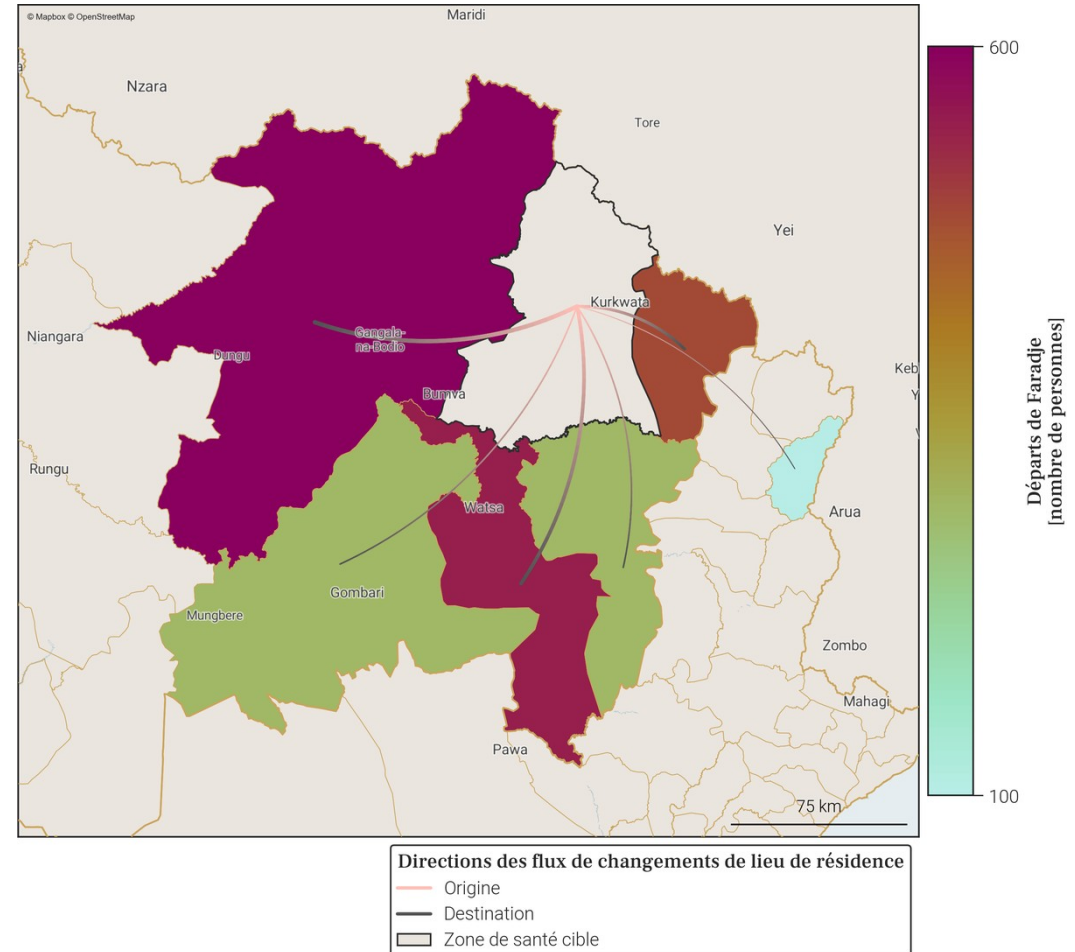 © Mapbox © OpenStreetMap
Maridi
Nzara
Tore
Yei
Kurkwata
Niangara
Gangala-
na-Bodio
Dungu
Keb
Y
Bumva
Rungu
Watsa
Arua
Gombari
Mungbere
Zombo
Mahagi
Pawa
75 km
600
100
Départs de Faradje
[nombre de personnes]
Directions des flux de changements de lieu de résidence
Origine
Destination
Zone de santé cible